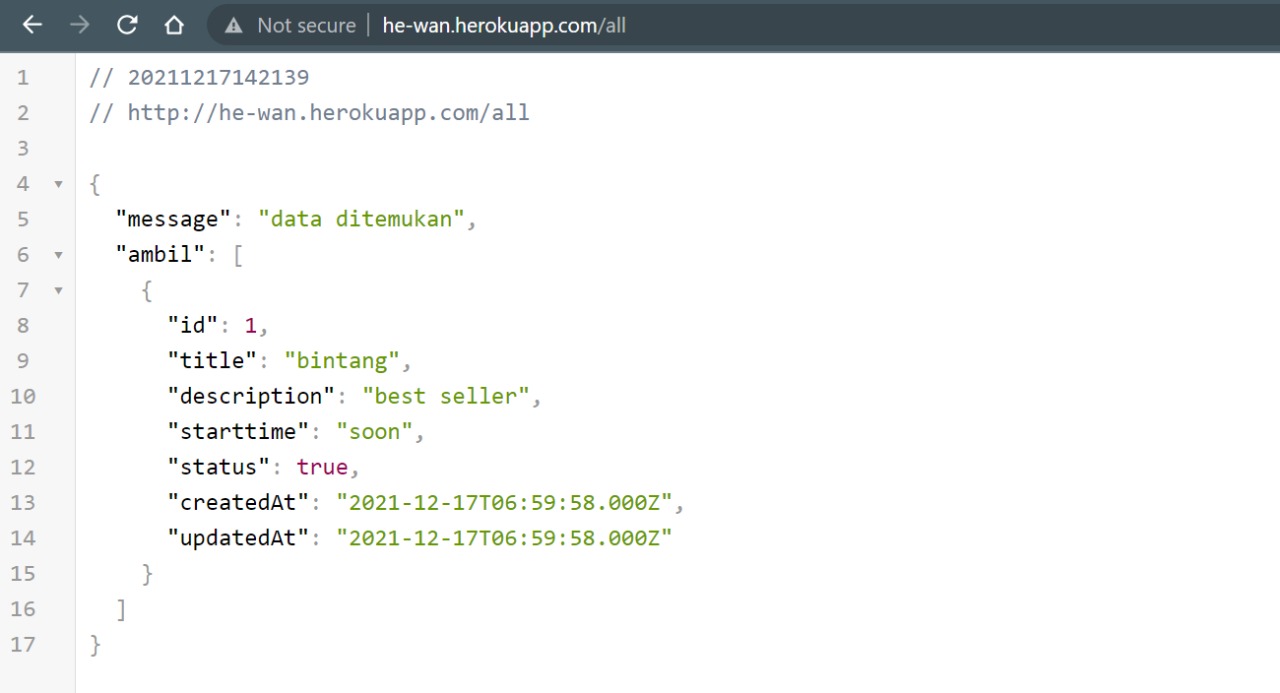 Not secure | he-wan.herokuapp.com/all
1 // 20211217142139
2 // http://he-wan.herokuapp.com/all
3
4 {
5 "message": "data ditemukan",
6 "ambil": [
7 {
8 "id": 1,
9 "title": "bintang",
10 "description": "best seller",
11 "starttime": "soon",
12 "status": true,
13 "createdAt": "2021-12-17T06:59:58.000Z",
14 "updatedAt": "2021-12-17T06:59:58.000Z"
15 }
16 ]
17 }